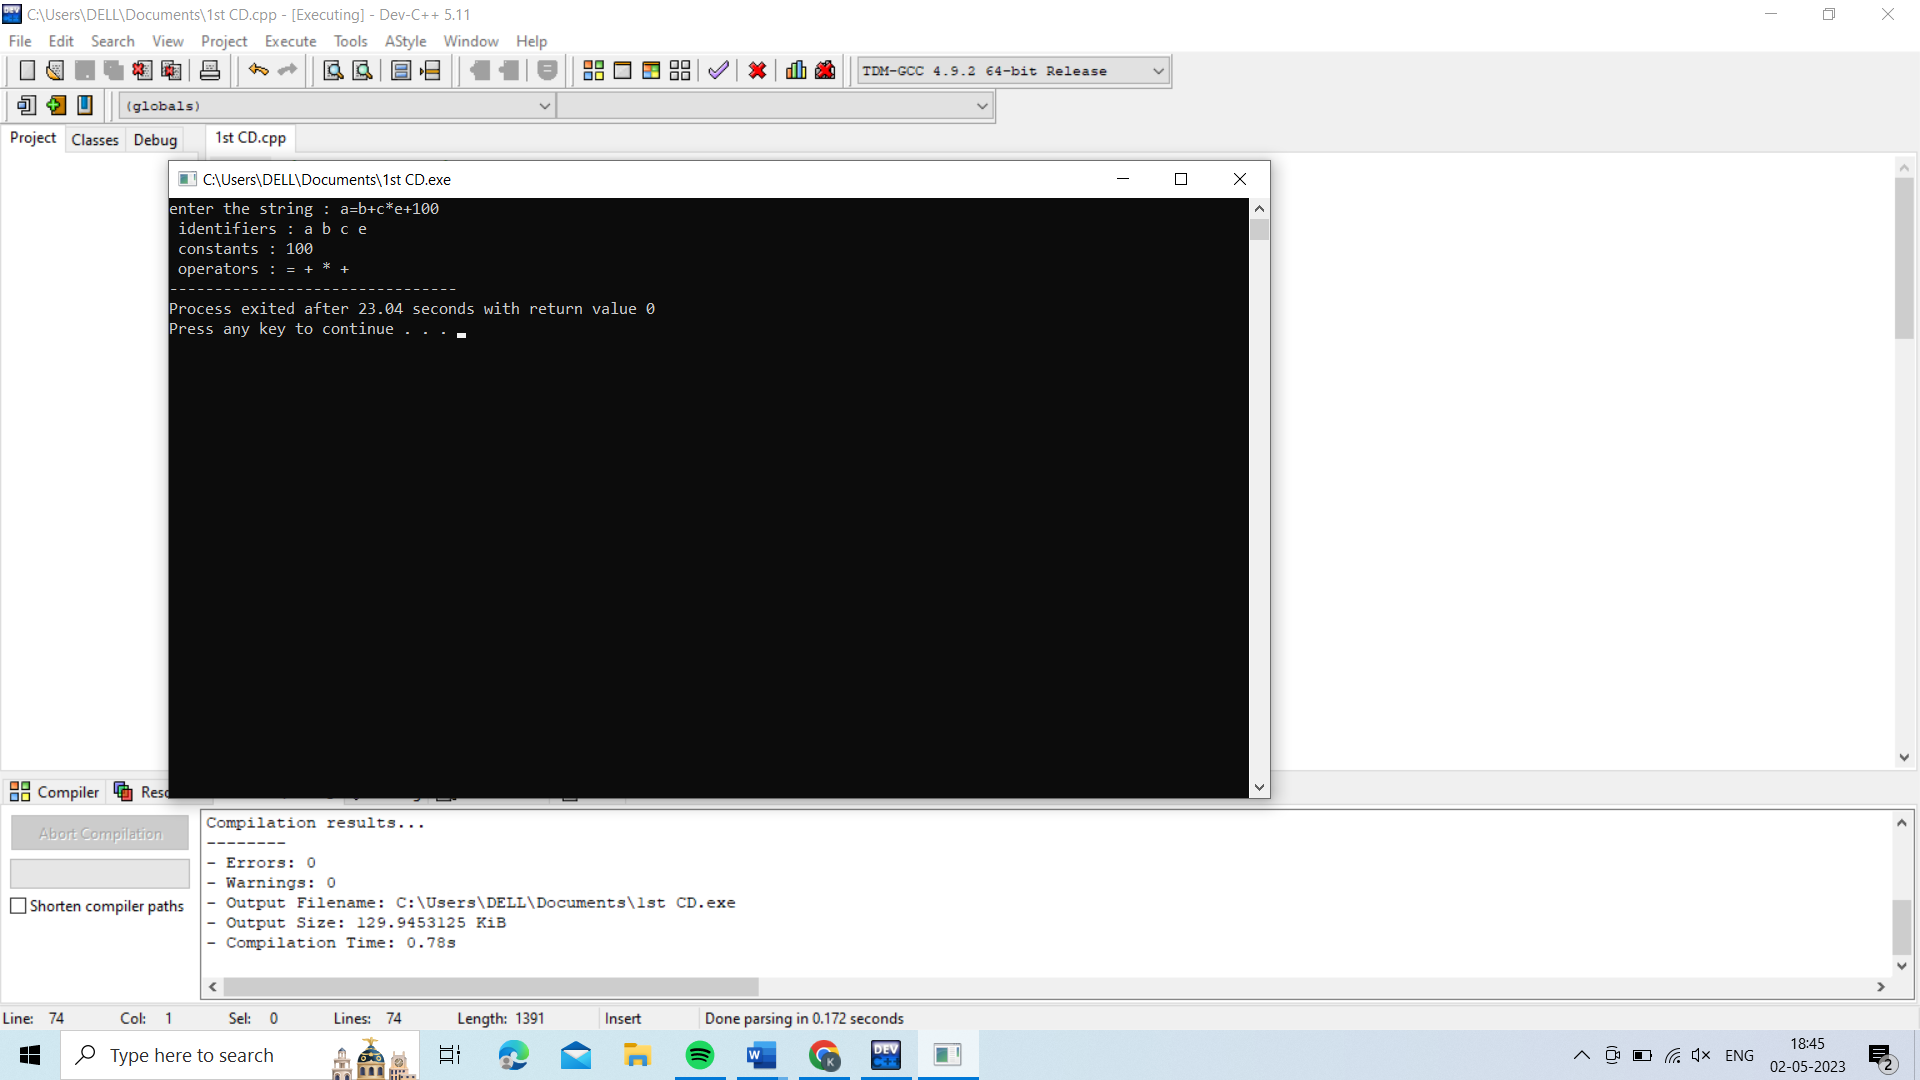 C:\Users\DELL\Documents\1st CD.cpp - [Executing] - Dev-C++ 5.11
File Edit Search View Project Execute Tools AStyle Window Help
TDM-GCC 4.9.2 64-bit Release
(globals)
Project Classes Debug 1st CD.cpp
C:\Users\DELL\Documents\1st CD.exe
enter the string : a=b+c*e+100
identifiers : a b c e
constants : 100
operators : = + * +
--------------------------------
Process exited after 23.04 seconds with return value 0
Press any key to continue . . .
Compiler
Abort Compilation
Shorten compiler paths
Compilation results...
--------
- Errors: 0
- Warnings: 0
- Output Filename: C:\Users\DELL\Documents\1st CD.exe
- Output Size: 129.9453125 KiB
- Compilation Time: 0.78s
Line: 74 Col: 1 Sel: 0 Lines: 74 Length: 1391 Insert Done parsing in 0.172 seconds
Type here to search
DEV
ENG
18:45
02-05-2023
2